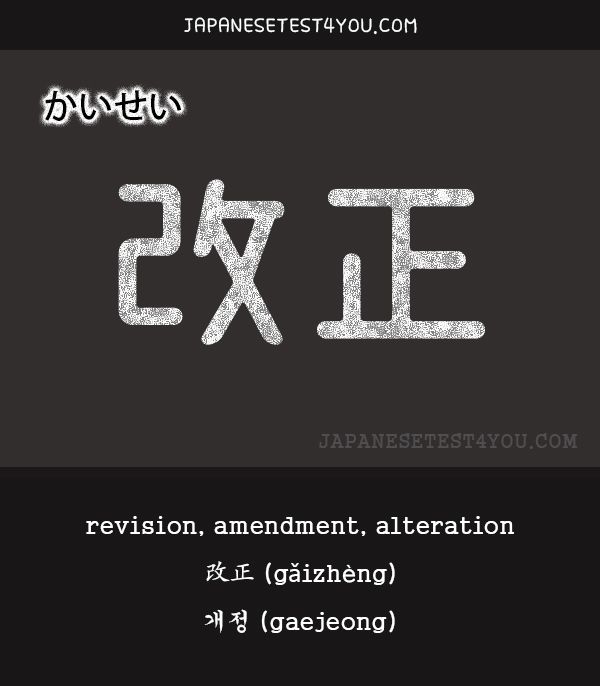 JAPANESETEST4YOU.COM
かいせい
改正
JAPANESETEST4YOU.COM
revision, amendment, alteration
改正 (gǎizhèng)
개정 (gaejeong)